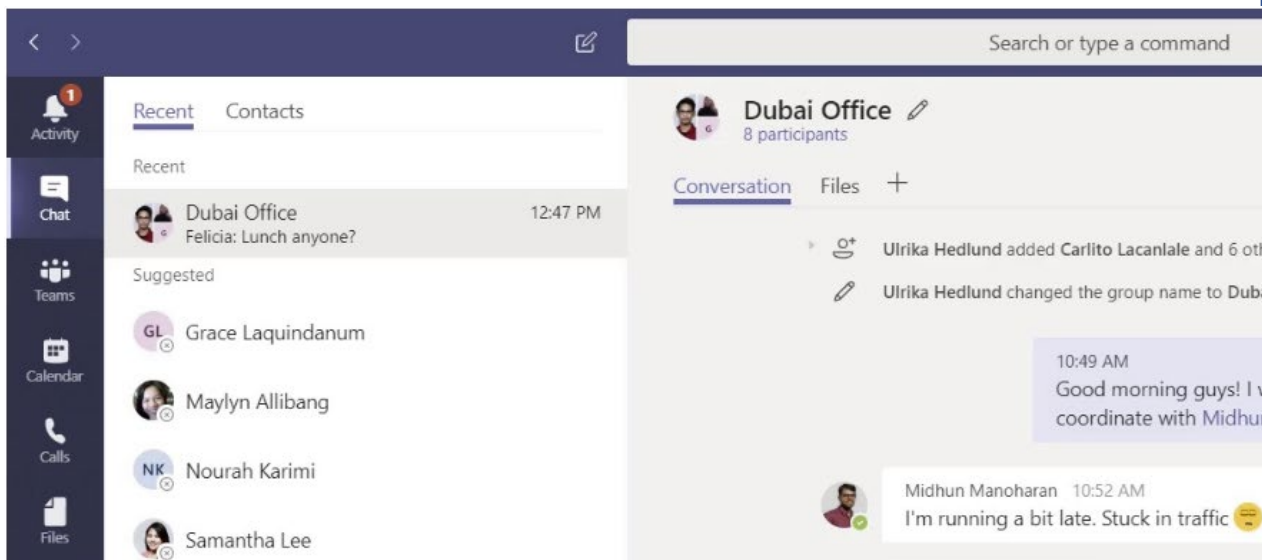 Search or type a command
1
Activity
Chat
Teams
Calendar
Calls
Files
Recent Contacts
Recent
Dubai Office 12:47 PM
Felicia: Lunch anyone?
Suggested
GL Grace Laquindanum
Maylyn Allibang
NK Nourah Karimi
Samantha Lee
G Dubai Office
8 participants
Conversation Files +
Ulrika Hedlund added Carlito Lacanlale and 6 oth
Ulrika Hedlund changed the group name to Duba
10:49 AM
Good morning guys! I w
coordinate with Midhun
Midhun Manoharan 10:52 AM
I'm running a bit late. Stuck in traffic